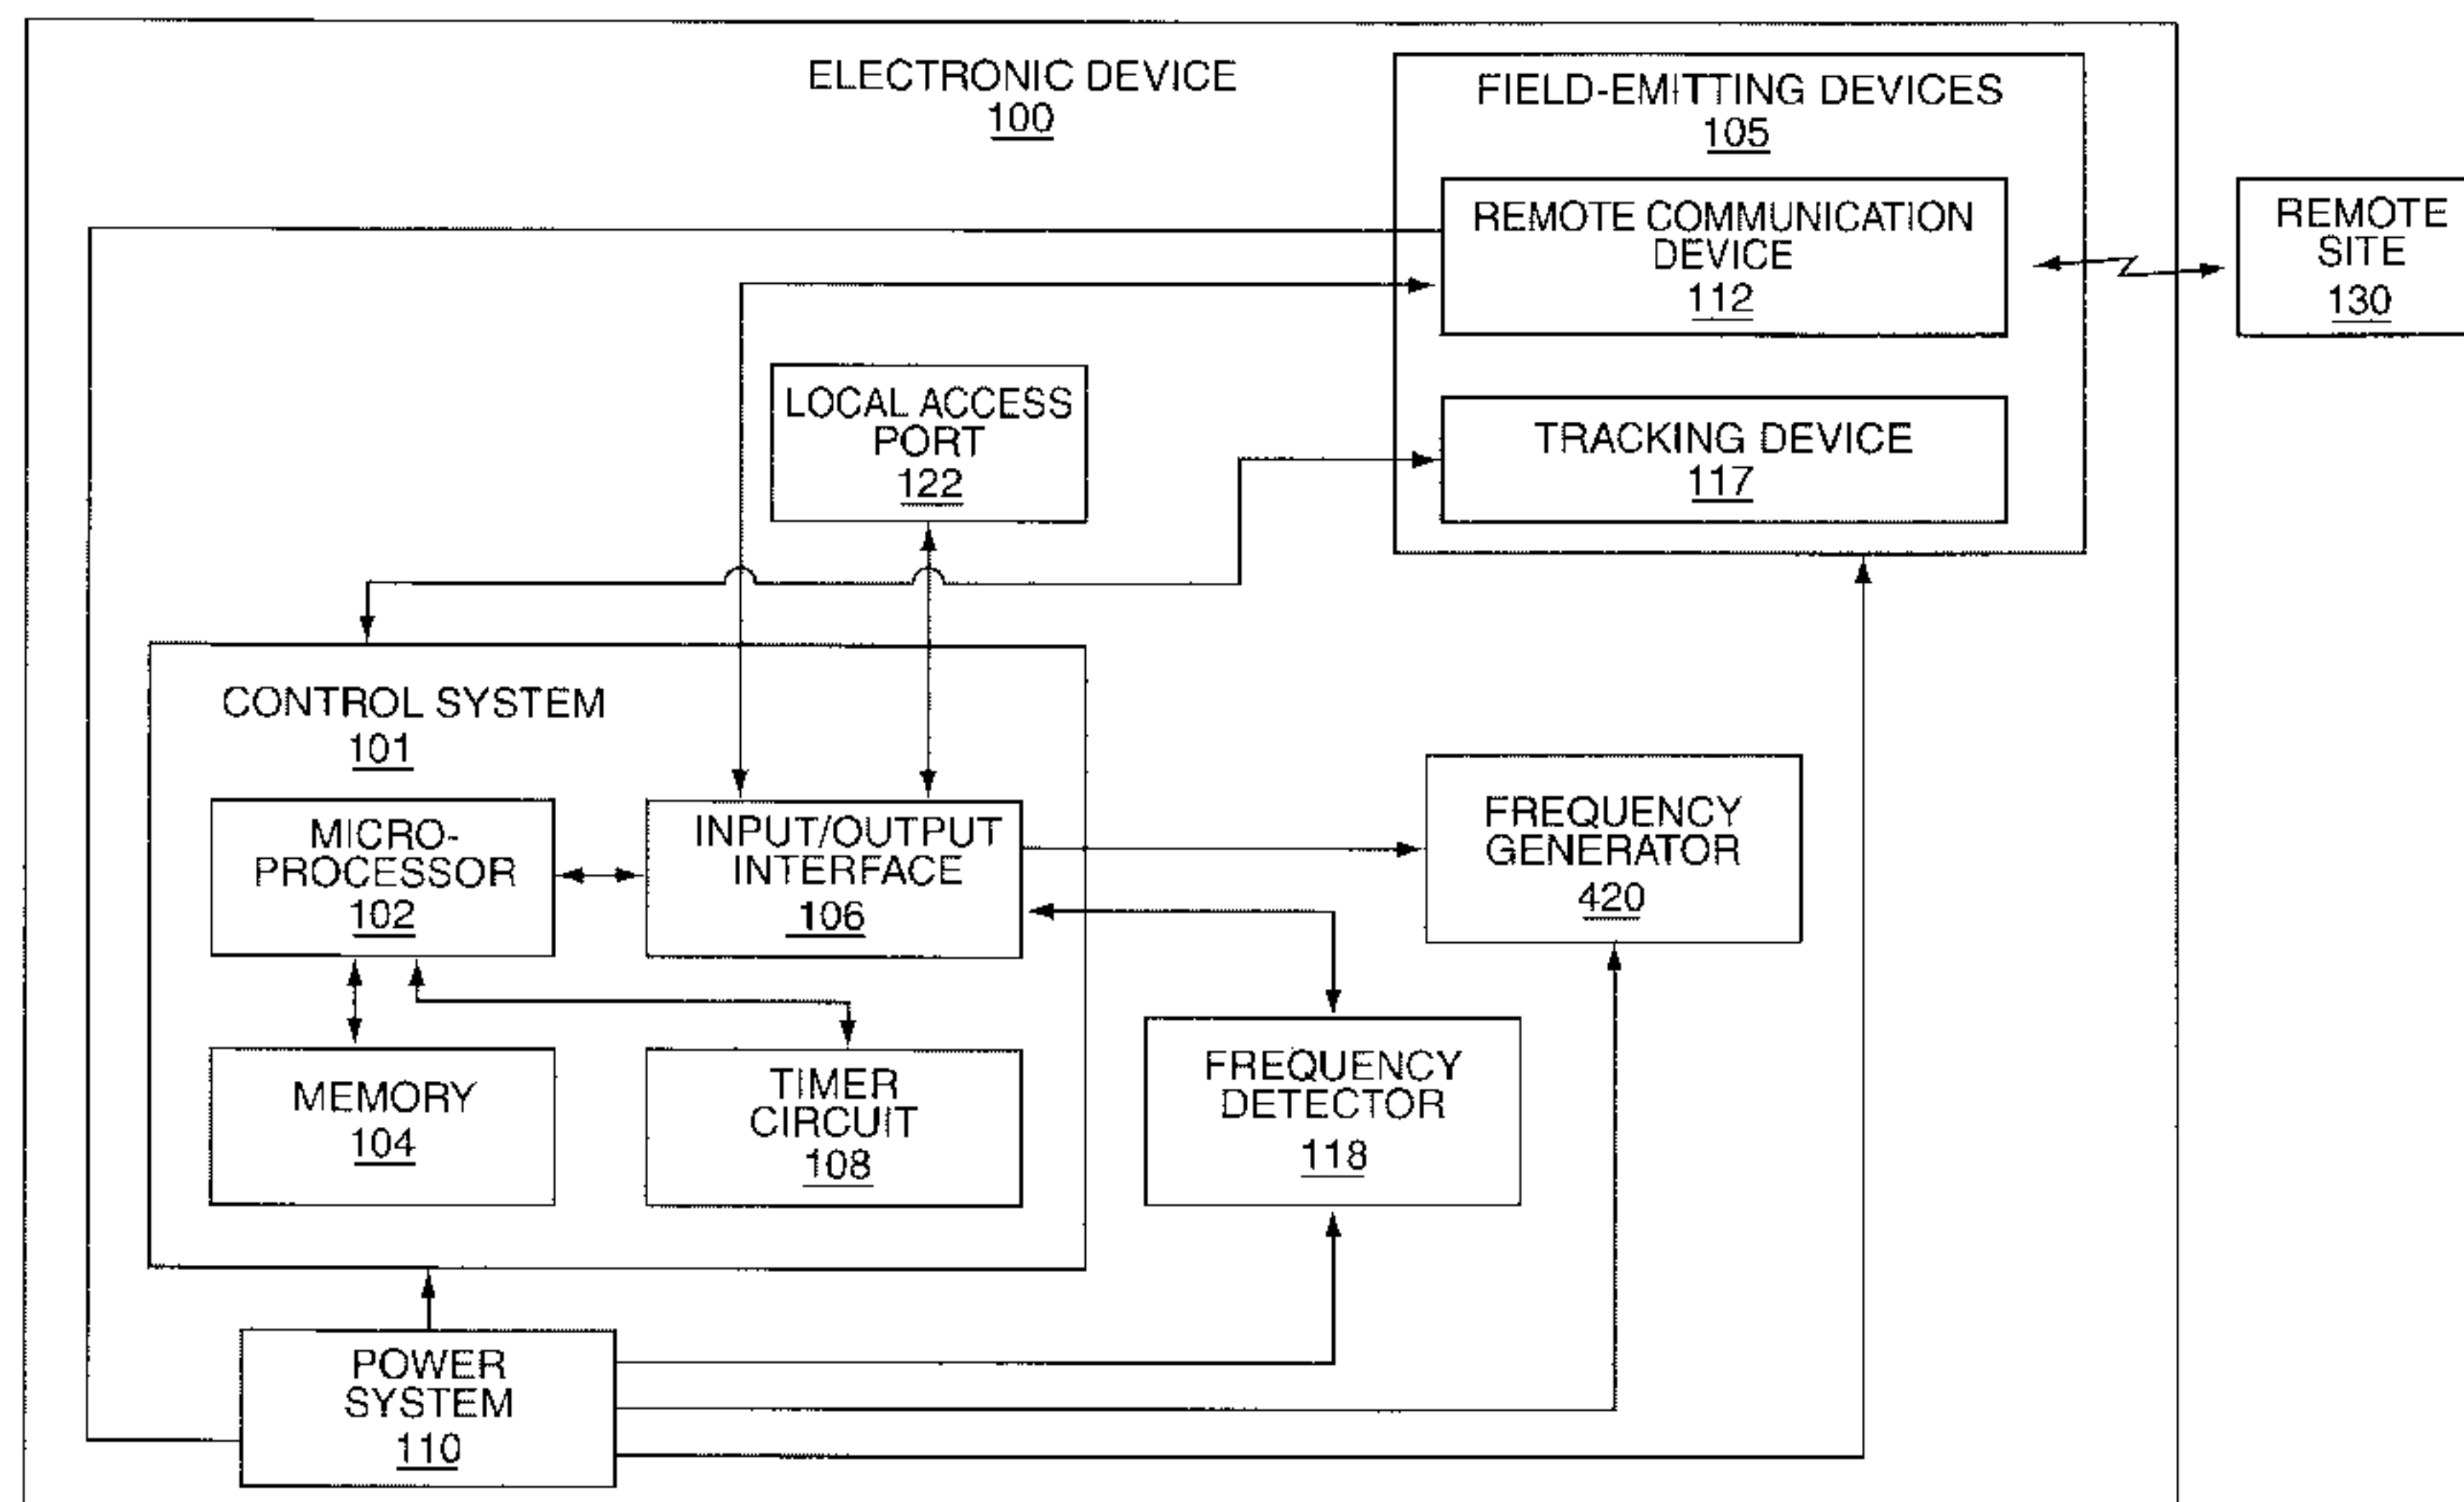 ELECTRONIC DEVICE
100
FIELD-EMITTING DEVICES
105
REMOTE COMMUNICATION
DEVICE
112
REMOTE
SITE
130
LOCAL ACCESS
PORT
122
TRACKING DEVICE
117
CONTROL SYSTEM
101
MICRO-
PROCESSOR
102
INPUT/OUTPUT
INTERFACE
106
FREQUENCY
GENERATOR
420
MEMORY
104
TIMER
CIRCUIT
108
FREQUENCY
DETECTOR
118
POWER
SYSTEM
110